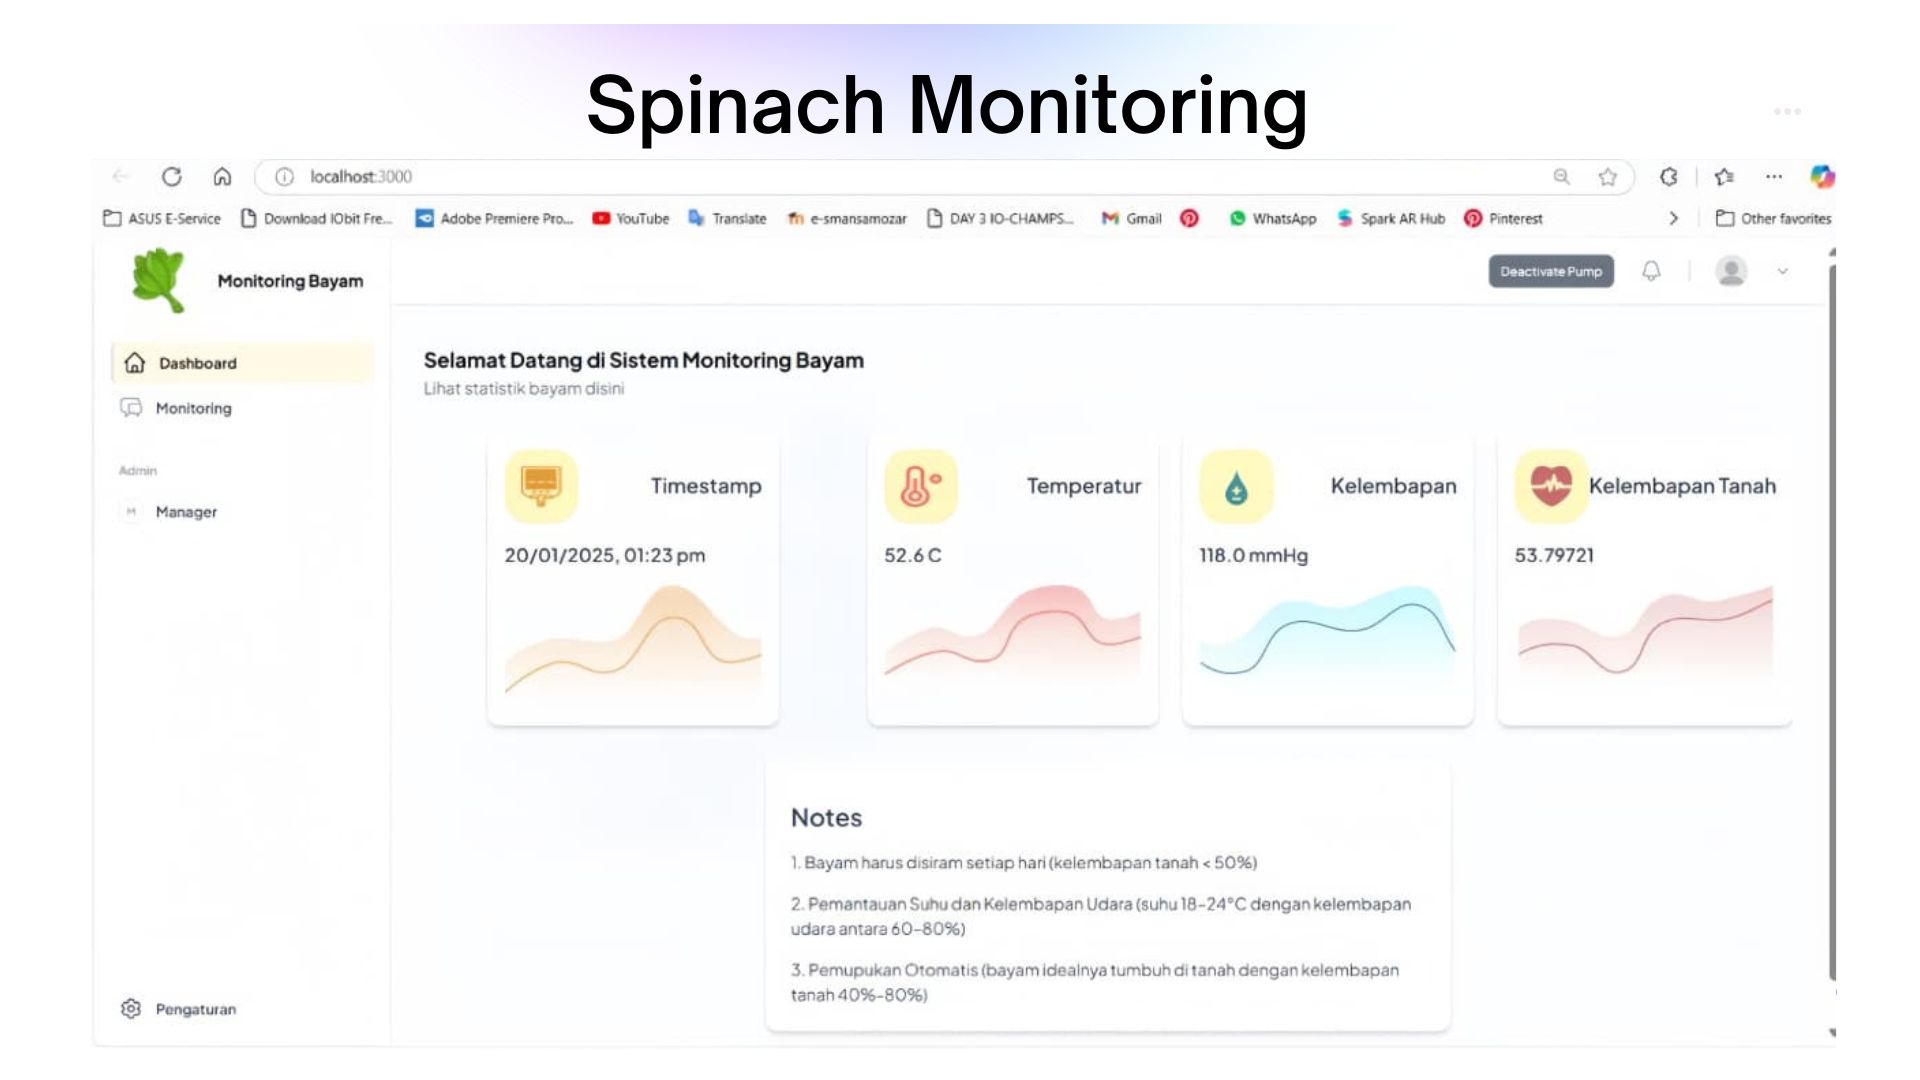 Spinach Monitoring
localhost:3000
ASUS E-Service
Download IObit Fre...
Adobe Premiere Pro...
YouTube
Translate
e-smansamozar
DAY 3 IO-CHAMPS...
Gmail
WhatsApp
Spark AR Hub
Pinterest
Other favorites
Monitoring Bayam
Deactivate Pump
Dashboard
Monitoring
Admin
M Manager
Pengaturan
Selamat Datang di Sistem Monitoring Bayam
Lihat statistik bayam disini
Timestamp
20/01/2025, 01:23 pm
Temperatur
52.6 C
Kelembapan
118.0 mmHg
Kelembapan Tanah
53.79721
Notes
1. Bayam harus disiram setiap hari (kelembapan tanah < 50%)
2. Pemantauan Suhu dan Kelembapan Udara (suhu 18-24°C dengan kelembapan
udara antara 60-80%)
3. Pemupukan Otomatis (bayam idealnya tumbuh di tanah dengan kelembapan
tanah 40%-80%)